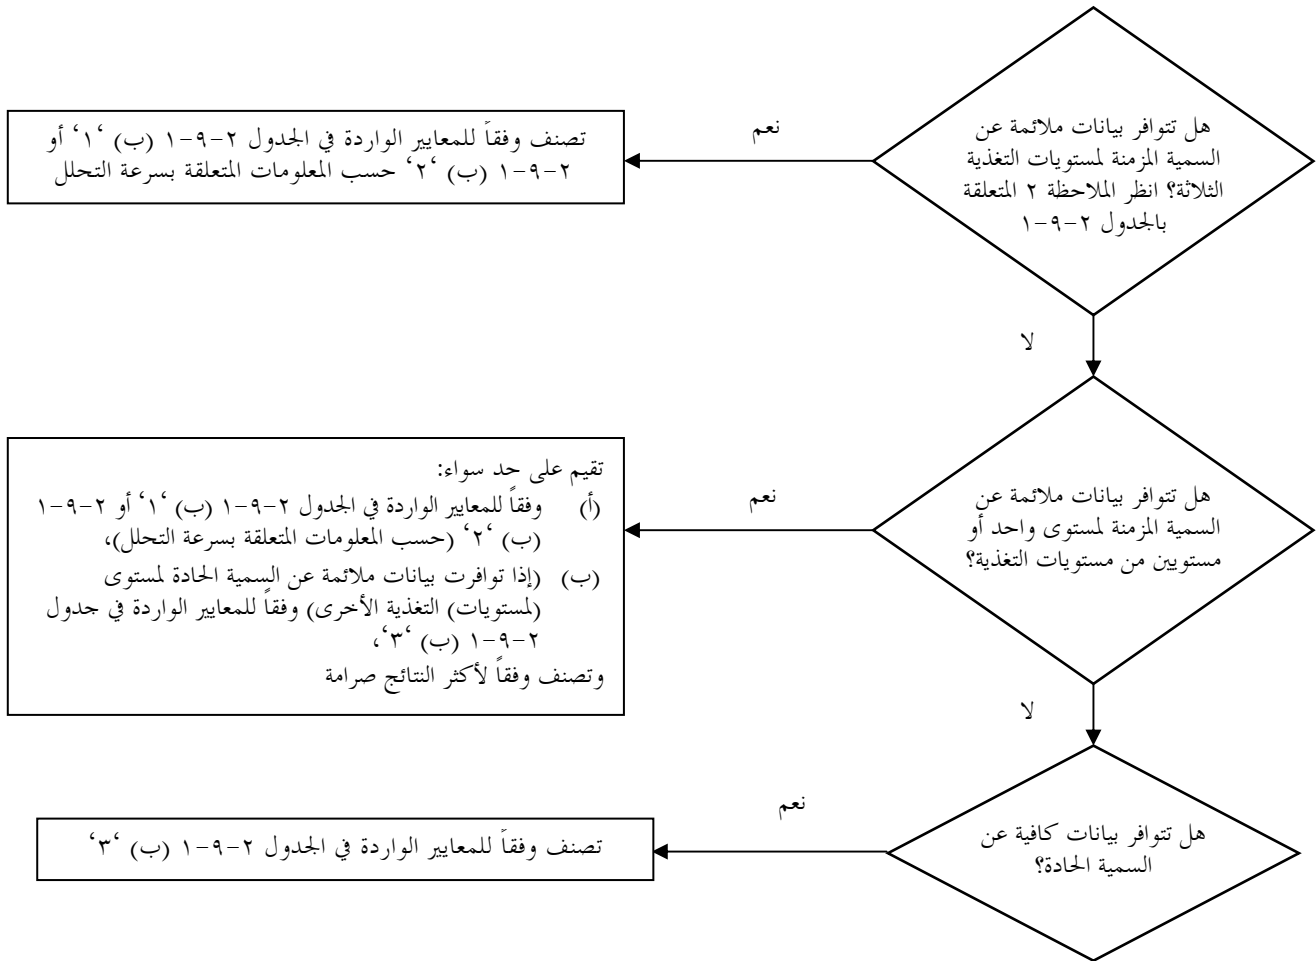 هل تتوافر بيانات ملائمة عن
السمية المزمنة لمستويات التغذية
الثلاثة؟ انظر الملاحظة ٢ المتعلقة
بالجدول ٢-٩-١
نعم
تصنف وفقاً للمعايير الواردة في الجدول ٢-٩-١ (ب) ‘١’ أو
٢-٩-١ (ب) ‘٢’ حسب المعلومات المتعلقة بسرعة التحلل
لا
هل تتوافر بيانات ملائمة عن
السمية المزمنة لمستوى واحد أو
مستويين من مستويات التغذية؟
نعم
تقيم على حد سواء:
(أ) وفقاً للمعايير الواردة في الجدول ٢-٩-١ (ب) ‘١’ أو ٢-٩-١
(ب) ‘٢’ (حسب المعلومات المتعلقة بسرعة التحلل)،
(ب) (إذا توافرت بيانات ملائمة عن السمية الحادة لمستوى
(لمستويات) التغذية الأخرى) وفقاً للمعايير الواردة في جدول
٢-٩-١ (ب) ‘٣’،
وتصنف وفقاً لأكثر النتائج صرامة
لا
هل تتوافر بيانات كافية عن
السمية الحادة؟
نعم
تصنف وفقاً للمعايير الواردة في الجدول ٢-٩-١ (ب) ‘٣’